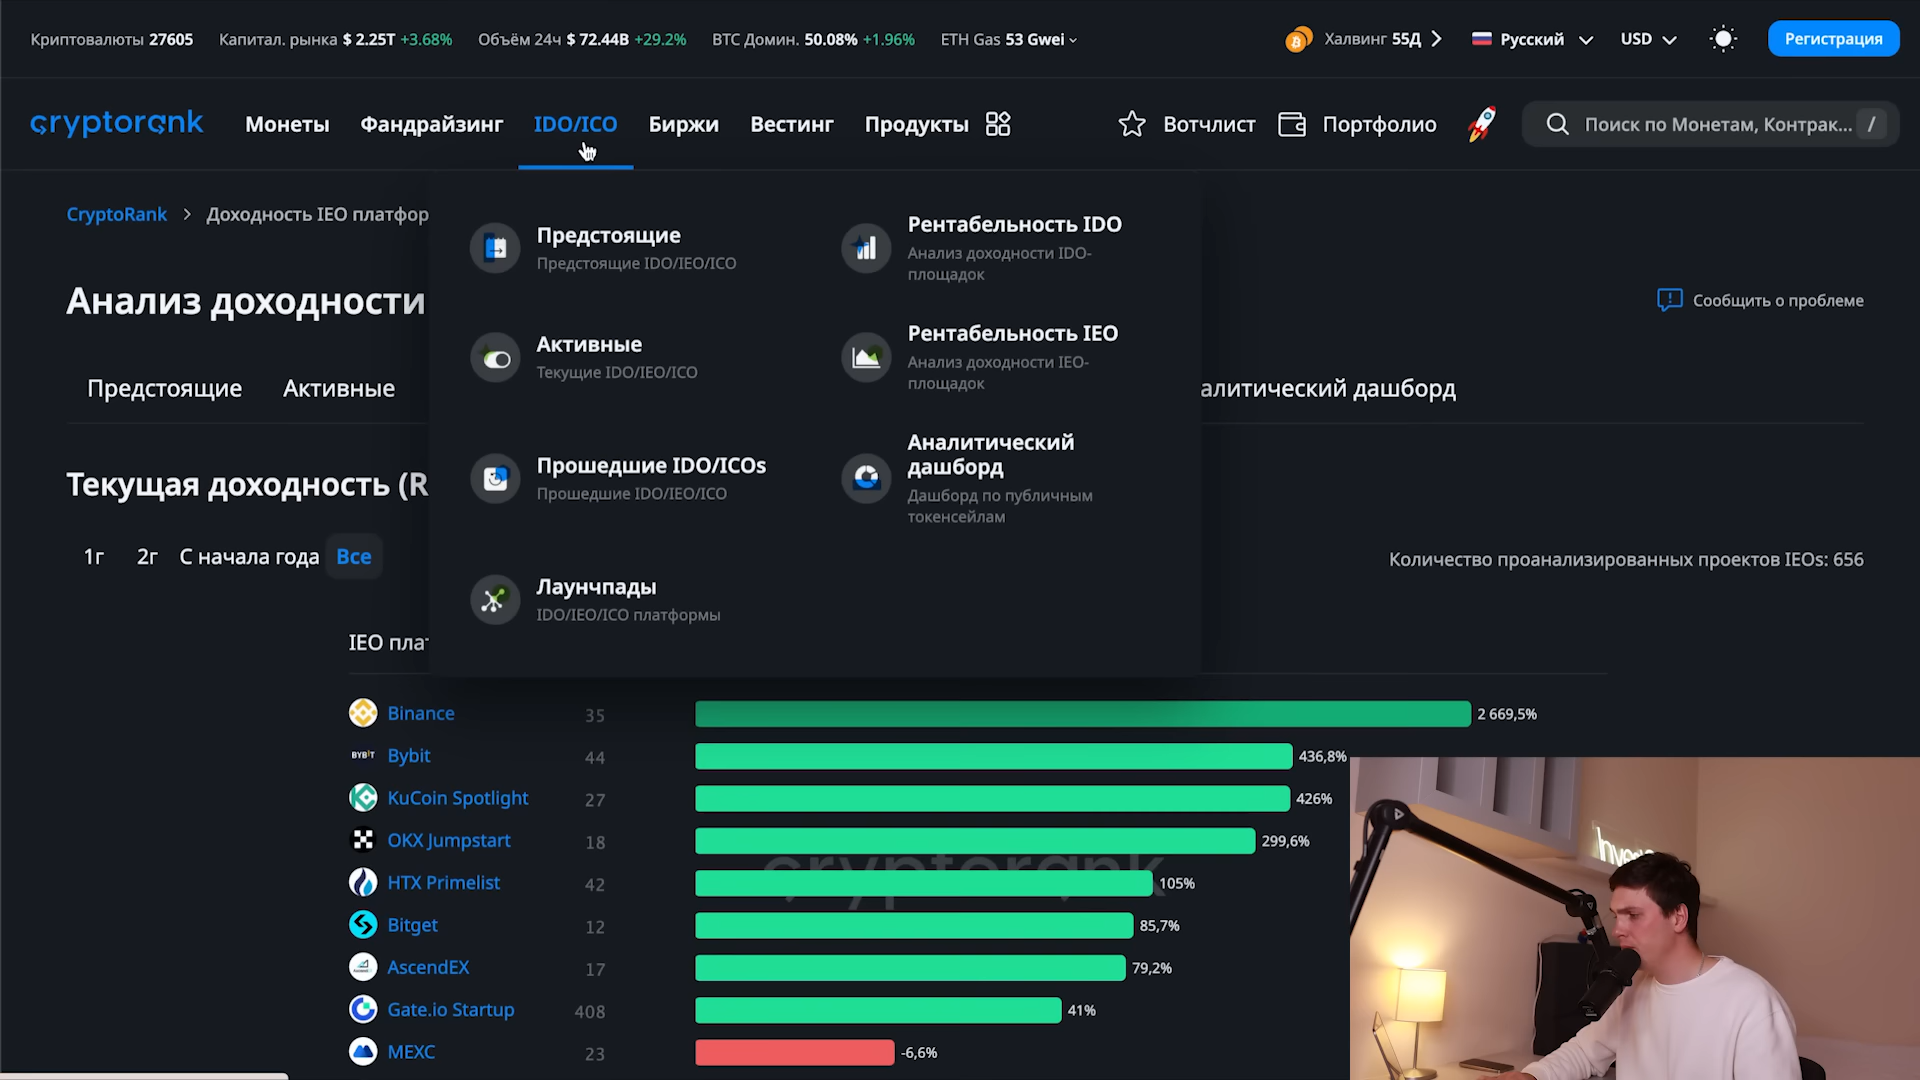 Криптовалюты 27605 Капитал. рынка $ 2.25T +3.68% Объём 24ч $ 72.44B +29.2% BTC Домин. 50.08% +1.96% ETH Gas 53 Gwei Халвинг 55Д Русский USD Регистрация
cryptorank Монеты Фандрайзинг IDO/ICO Биржи Вестинг Продукты Вотчлист Портфолио Поиск по Монетам, Контрак... /
CryptoRank > Доходность IEO платфор
Анализ доходности
Сообщить о проблеме
Предстоящие Активные алитический дашборд
Предстоящие
Предстоящие IDO/IEO/ICO
Активные
Текущие IDO/IEO/ICO
Прошедшие IDO/ICOs
Прошедшие IDO/IEO/ICO
Лаунчпады
IDO/IEO/ICO платформы
Рентабельность IDO
Анализ доходности IDO-
площадок
Рентабельность IEO
Анализ доходности IEO-
площадок
Аналитический
дашборд
Дашборд по публичным
токенсейлам
Текущая доходность (R
1г 2г С начала года Все
Количество проанализированных проектов IEOs: 656
IEO плат
Binance 35 2 669,5%
BYBIT Bybit 44 436,8%
KuCoin Spotlight 27 426%
OKX Jumpstart 18 299,6%
cryptorank
HTX Primelist 42 105%
Bitget 12 85,7%
AscendEX 17 79,2%
Gate.io Startup 408 41%
MEXC 23 -6,6%